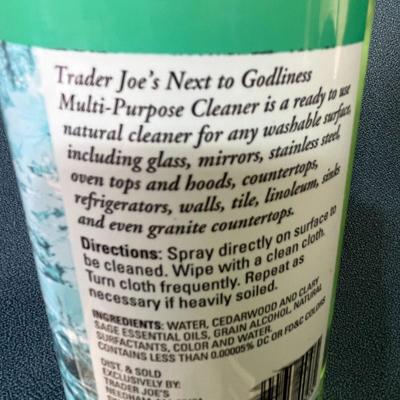 Trader Joe's Next to Godliness
Multi-Purpose Cleaner is a ready to use
natural cleaner for any washable surface,
including glass, mirrors, stainless steel,
oven tops and hoods, countertops,
refrigerators, walls, tile, linoleum, sinks
and even granite countertops.
Directions: Spray directly on surface to
be cleaned. Wipe with a clean cloth.
Turn cloth frequently. Repeat as
necessary if heavily soiled.
INGREDIENTS: WATER, CEDARWOOD AND CLARY
SAGE ESSENTIAL OILS, GRAIN ALCOHOL, NATURAL
SURFACTANTS, COLOR AND WATER.
CONTAINS LESS THAN 0.00005% DC OR FD&C COLORS
DIST. & SOLD
EXCLUSIVELY BY:
TRADER JOE'S